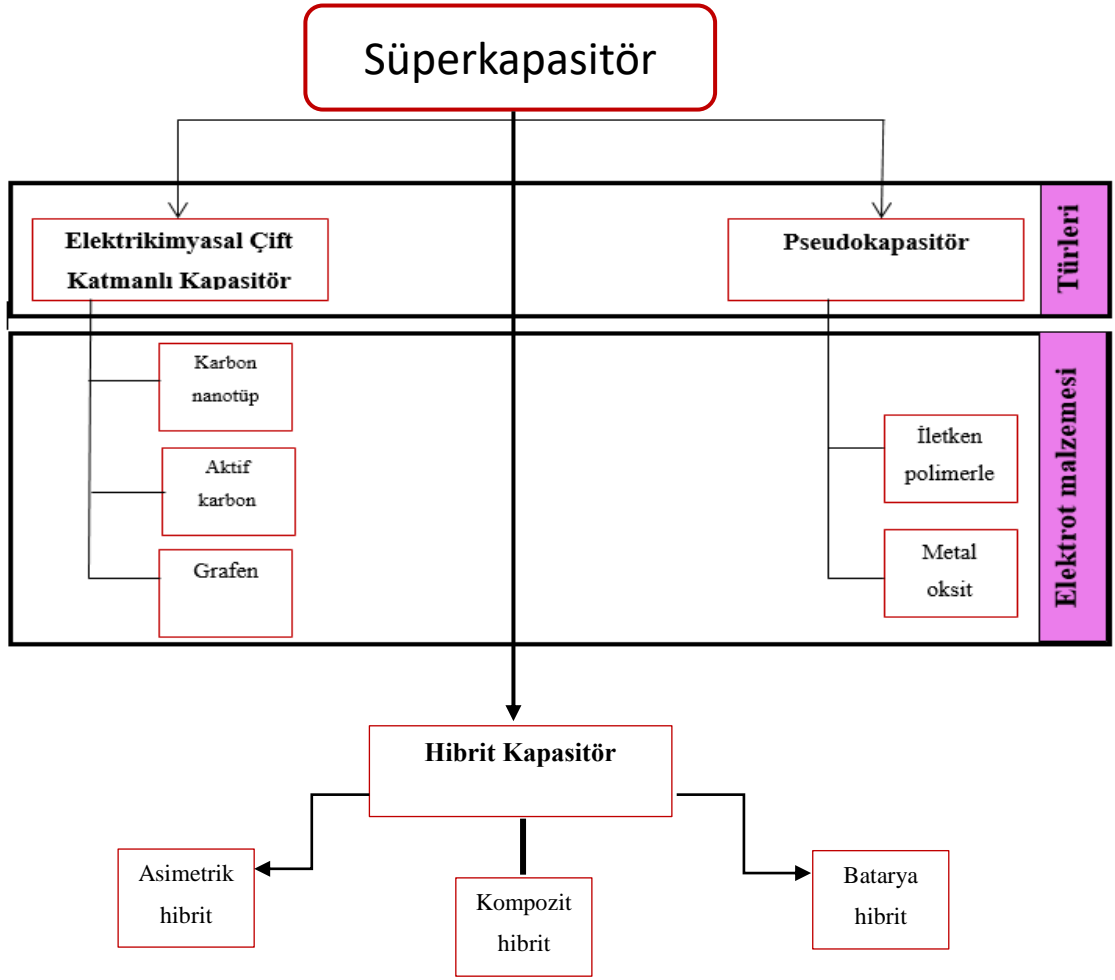 Süperkapasitör
Elektrikimyasal Çift
Katmanlı Kapasitör
Pseudokapasitör
Türleri
Karbon
nanotüp
Aktif
karbon
Grafen
İletken
polimerle
Metal
oksit
Elektrot malzemesi
Hibrit Kapasitör
Asimetrik
hibrit
Kompozit
hibrit
Batarya
hibrit